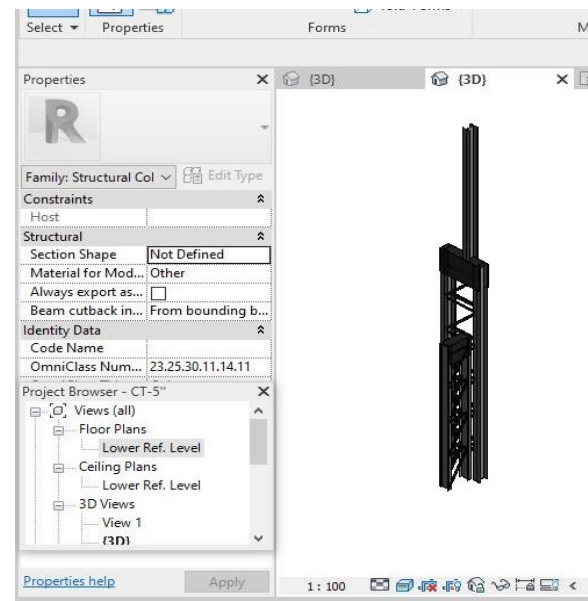 Select Properties Forms
Properties
{3D} {3D}
R
Family: Structural Col Edit Type
Constraints
Host
Structural
Section Shape Not Defined
Material for Mod... Other
Always export as...
Beam cutback in... From bounding b...
Identity Data
Code Name
OmniClass Num... 23.25.30.11.14.11
Project Browser - CT-5"
Views (all)
Floor Plans
Lower Ref. Level
Ceiling Plans
Lower Ref. Level
3D Views
View 1
{3D}
Properties help Apply
1 : 100